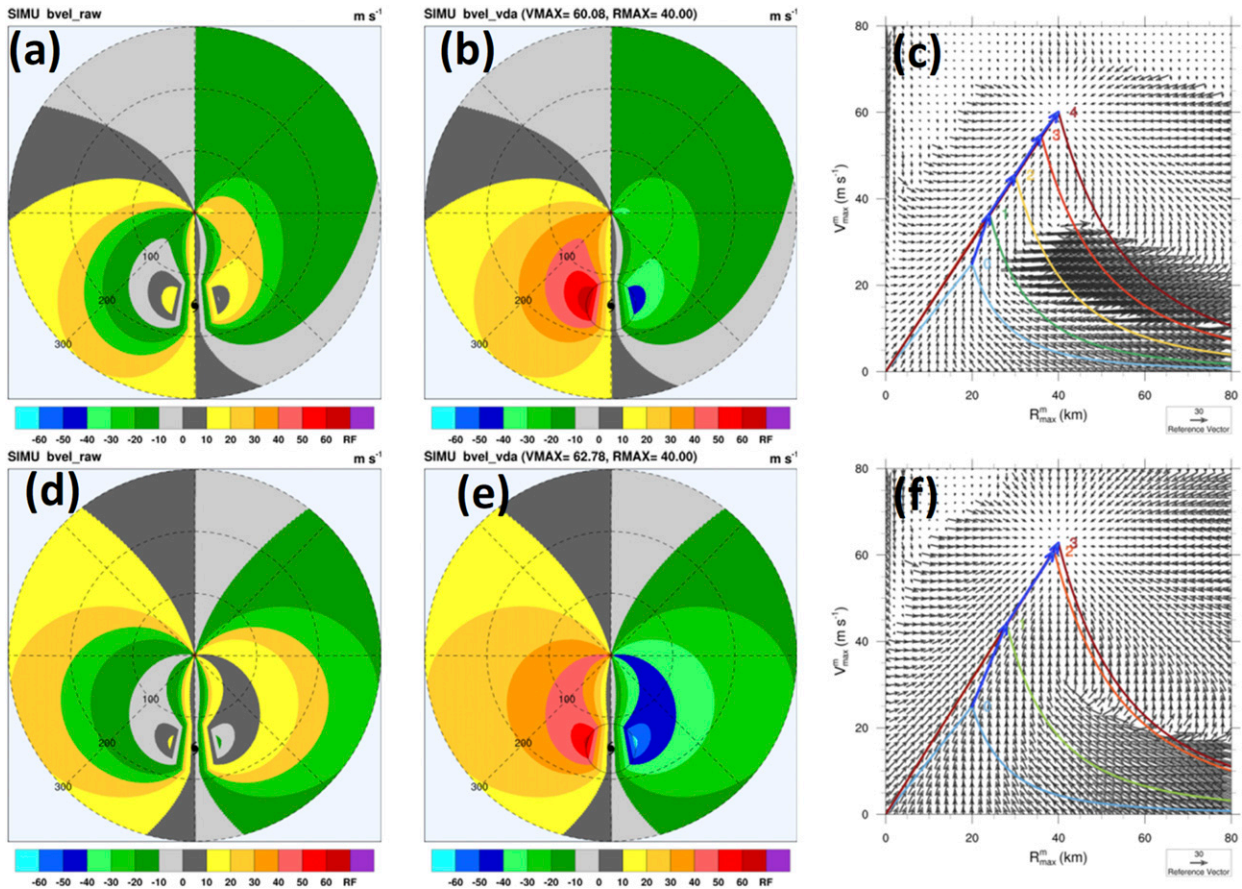 SIMU bvel_raw m s⁻¹
(a)
100
200
300
-60 -50 -40 -30 -20 -10 0 10 20 30 40 50 60 RF
SIMU bvel_vda (VMAX= 60.08, RMAX= 40.00) m s⁻¹
(b)
100
200
300
-60 -50 -40 -30 -20 -10 0 10 20 30 40 50 60 RF
(c)
80
60
40
20
0
V^m_max (m s⁻¹)
0 20 40 60 80
R^m_max (km)
0
1
2
3
4
30
Reference Vector
SIMU bvel_raw m s⁻¹
(d)
100
200
300
-60 -50 -40 -30 -20 -10 0 10 20 30 40 50 60 RF
SIMU bvel_vda (VMAX= 62.78, RMAX= 40.00) m s⁻¹
(e)
100
200
300
-60 -50 -40 -30 -20 -10 0 10 20 30 40 50 60 RF
(f)
80
60
40
20
0
V^m_max (m s⁻¹)
0 20 40 60 80
R^m_max (km)
0
1
2
3
30
Reference Vector